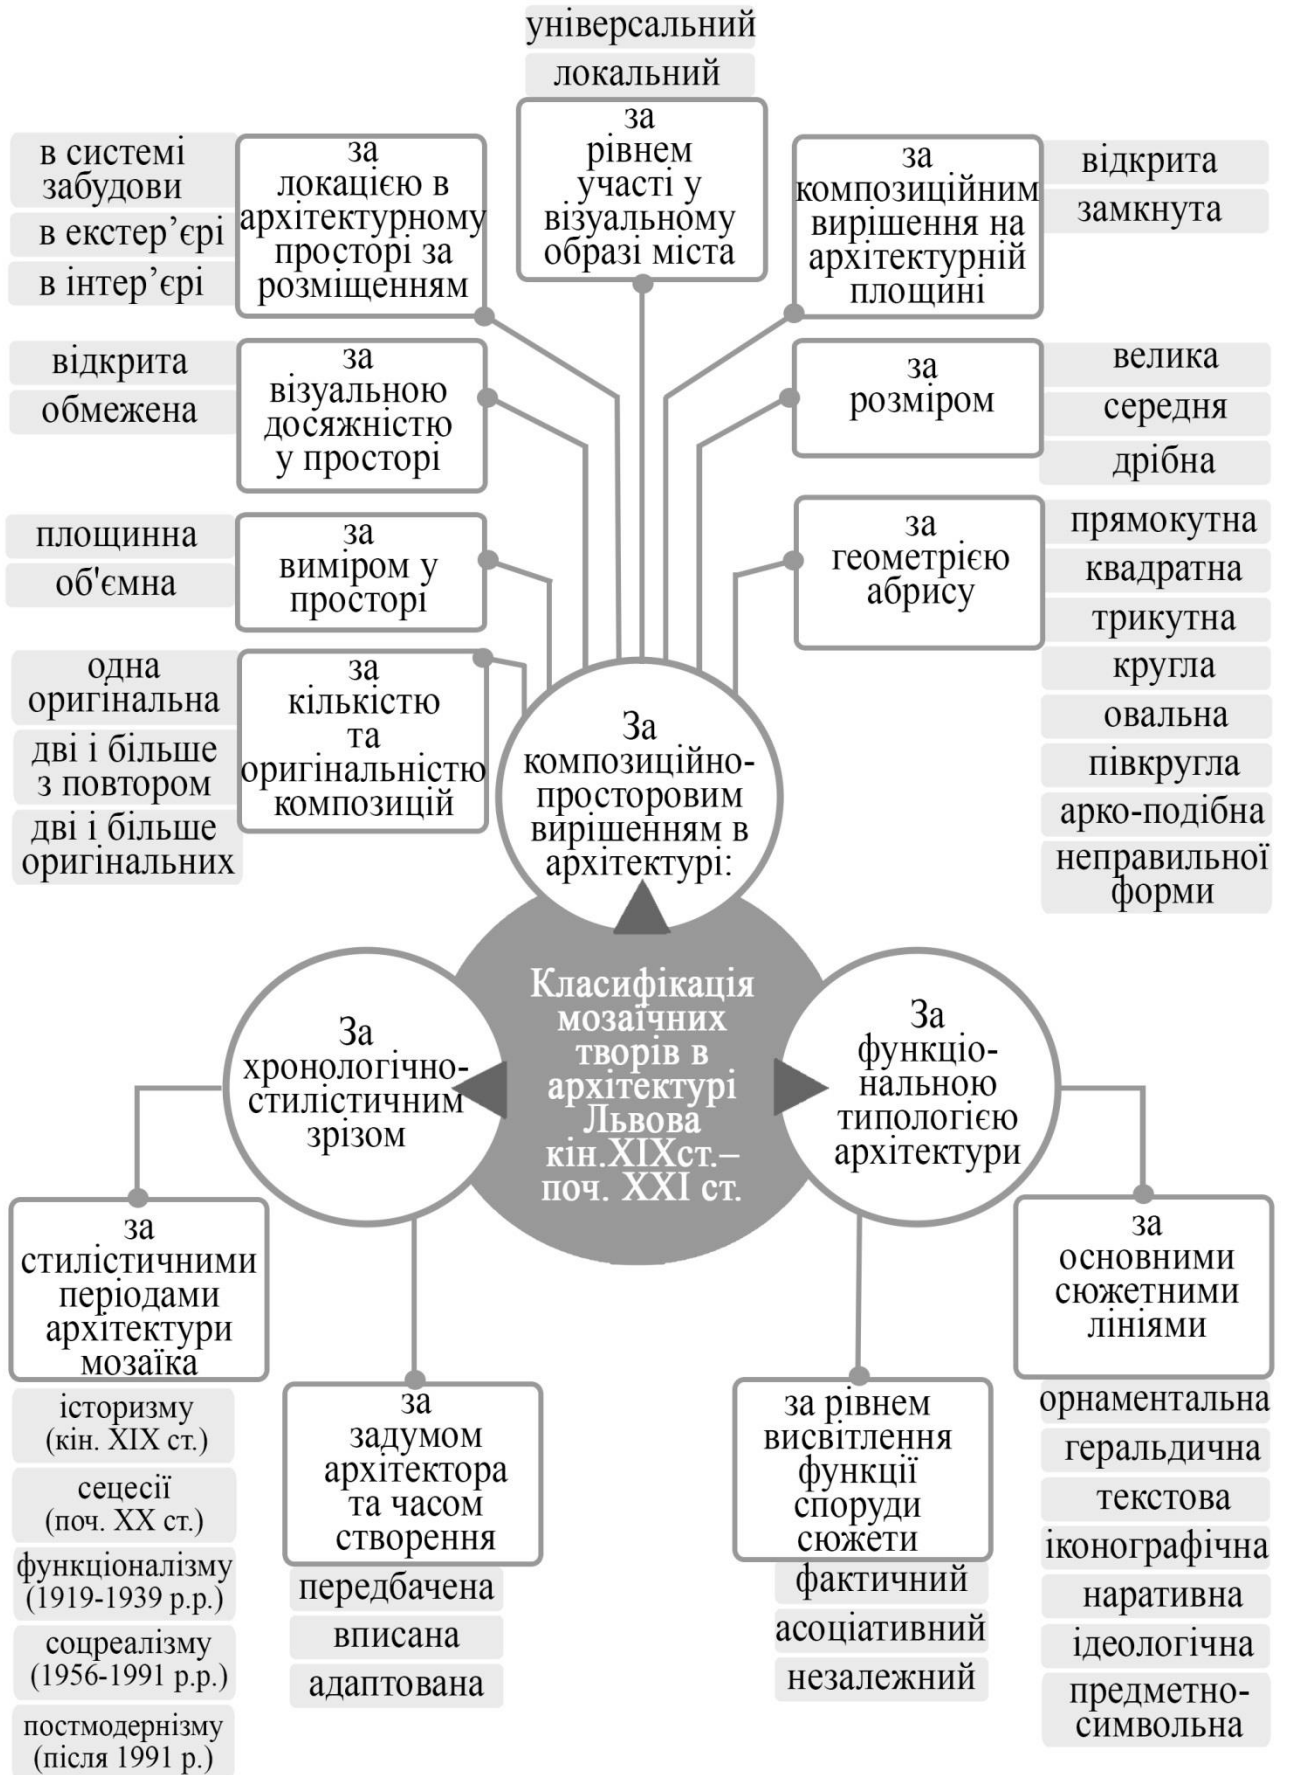 універсальний
локальний
за
рівнем
участі у
візуальному
образі міста
в системі
забудови
в екстер’єрі
в інтер’єрі
за
локацією в
архітектурному
просторі за
розміщенням
за
композиційним
вирішення на
архітектурній
площині
відкрита
замкнута
відкрита
обмежена
за
візуальною
досяжністю
у просторі
за
розміром
велика
середня
дрібна
площинна
об'ємна
за
виміром у
просторі
за
геометрією
абрису
прямокутна
квадратна
трикутна
кругла
овальна
півкругла
арко-подібна
неправильної
форми
одна
оригінальна
дві і більше
з повтором
дві і більше
оригінальних
за
кількістю
та
оригінальністю
композицій
За
композиційно-
просторовим
вирішенням в
архітектурі:
Класифікація
мозаїчних
творів в
архітектурі
Львова
кін.XIXст.–
поч. XXI ст.
За
хронологічно-
стилістичним
зрізом
За
функціо-
нальною
типологією
архітектури
за
стилістичними
періодами
архітектури
мозаїка
історизму
(кін. XIX ст.)
сецесії
(поч. XX ст.)
функціоналізму
(1919-1939 р.р.)
соцреалізму
(1956-1991 р.р.)
постмодернізму
(після 1991 р.)
за
задумом
архітектора
та часом
створення
передбачена
вписана
адаптована
за рівнем
висвітлення
функції
споруди
сюжети
фактичний
асоціативний
незалежний
за
основними
сюжетними
лініями
орнаментальна
геральдична
текстова
іконографічна
наративна
ідеологічна
предметно-
символьна